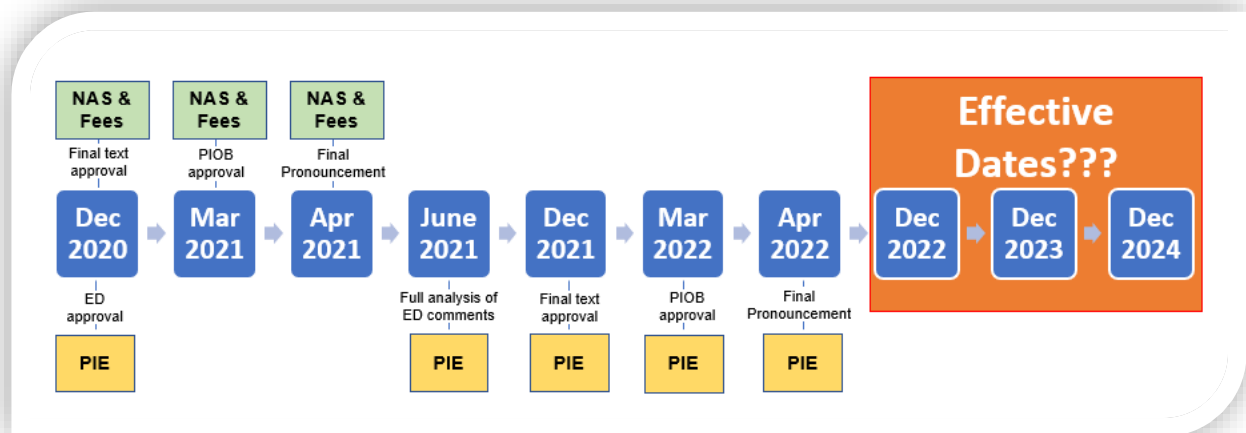 NAS &
Fees
NAS &
Fees
NAS &
Fees
Final text
approval
PIOB
approval
Final
Pronouncement
Dec
2020
Mar
2021
Apr
2021
June
2021
Dec
2021
Mar
2022
Apr
2022
Effective
Dates???
Dec
2022
Dec
2023
Dec
2024
ED
approval
Full analysis of
ED comments
Final text
approval
PIOB
approval
Final
Pronouncement
PIE
PIE
PIE
PIE
PIE